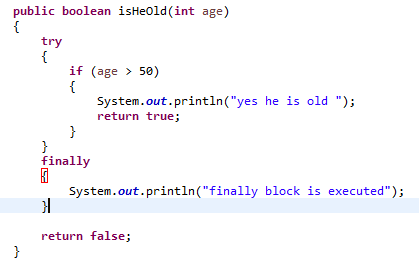 public boolean isHeOld(int age)
{
    try
    {
        if (age > 50)
        {
            System.out.println("yes he is old ");
            return true;
        }
    }
    finally
    {
        System.out.println("finally block is executed");
    }

    return false;
}